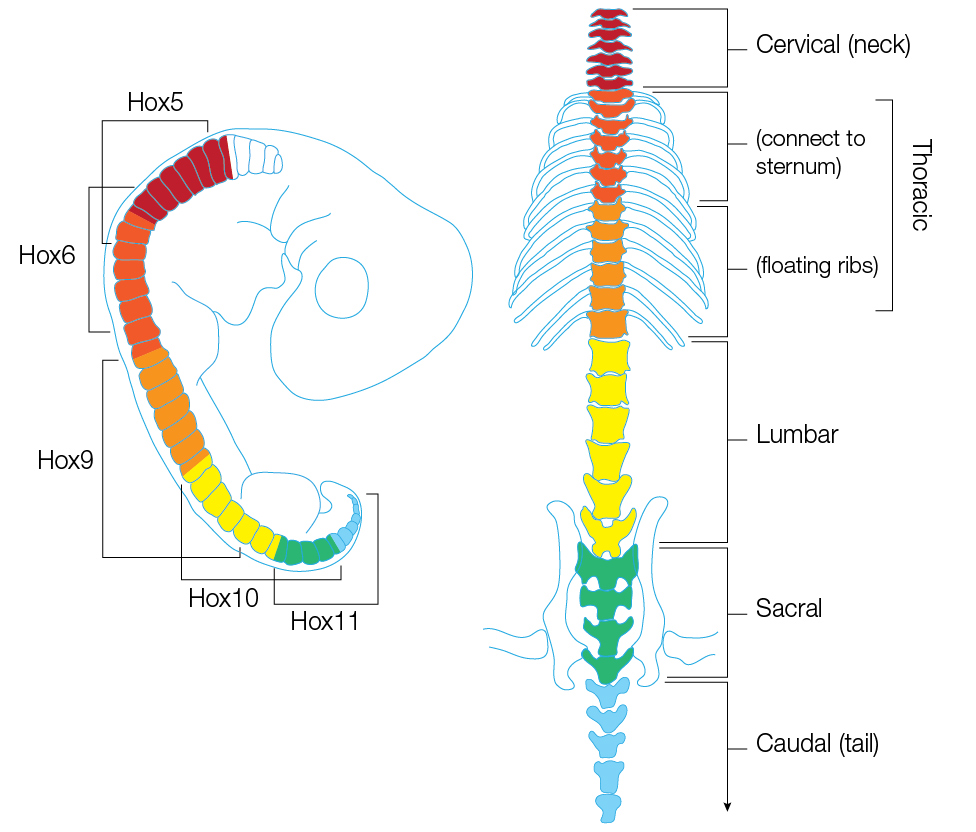 Hox5
Hox6
Hox9
Hox10
Hox11
Cervical (neck)
(connect to
sternum)
Thoracic
(floating ribs)
Lumbar
Sacral
Caudal (tail)